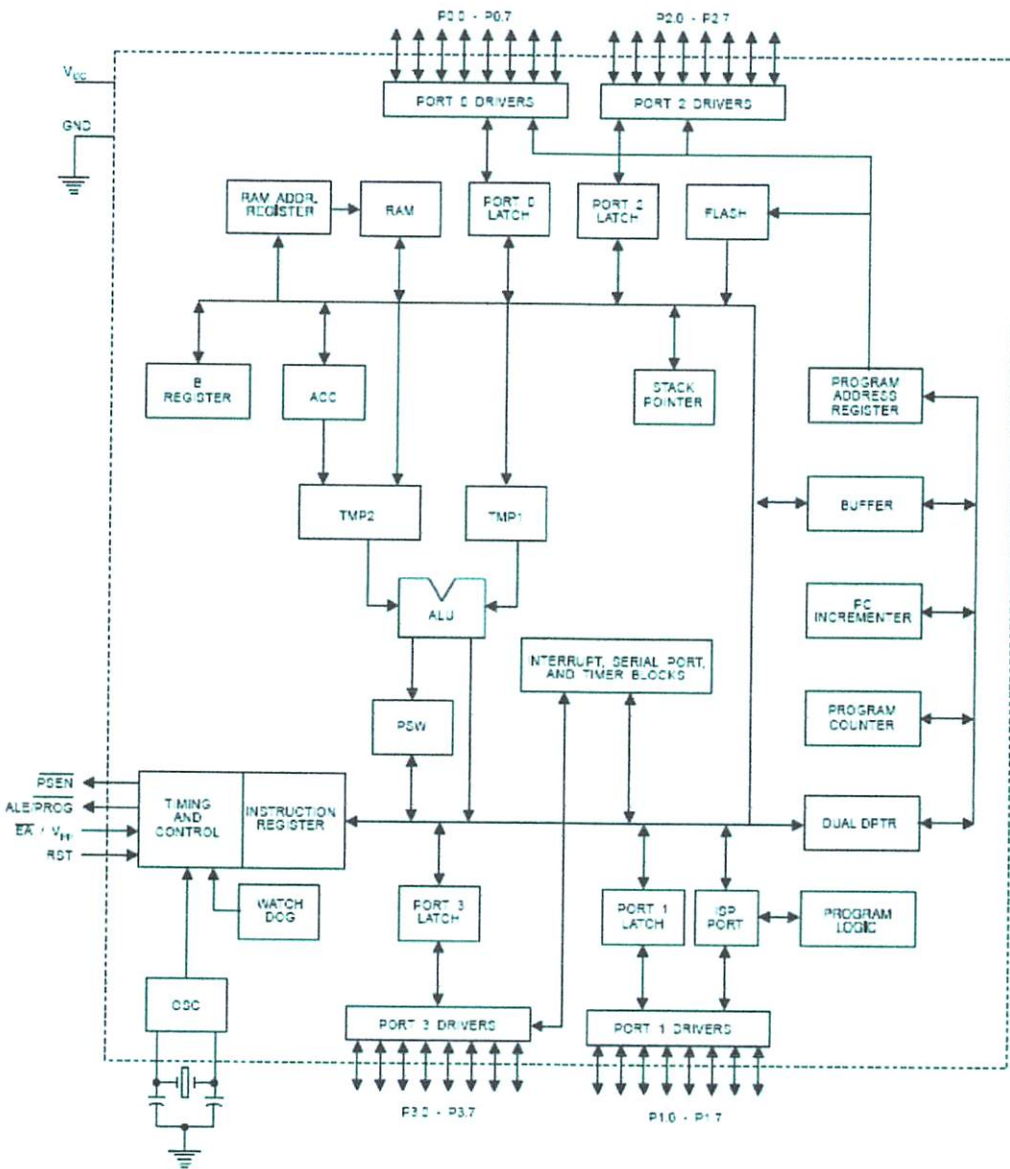 P0.0 - P0.7
P2.0 - P2.7
VCC
PORT 0 DRIVERS
PORT 2 DRIVERS
GND
RAM ADDR.
REGISTER
RAM
PORT 0
LATCH
PORT 2
LATCH
FLASH
B
REGISTER
ACC
STACK
POINTER
PROGRAM
ADDRESS
REGISTER
TMP2
TMP1
BUFFER
ALU
PC
INCREMENTER
INTERRUPT, SERIAL PORT,
AND TIMER BLOCKS
PSW
PROGRAM
COUNTER
PSEN
ALE/PROG
EA / VPP
RST
TIMING
AND
CONTROL
INSTRUCTION
REGISTER
DUAL DPTR
WATCH
DOG
PORT 3
LATCH
PORT 1
LATCH
ISP
PORT
PROGRAM
LOGIC
OSC
PORT 3 DRIVERS
PORT 1 DRIVERS
P3.0 - P3.7
P1.0 - P1.7